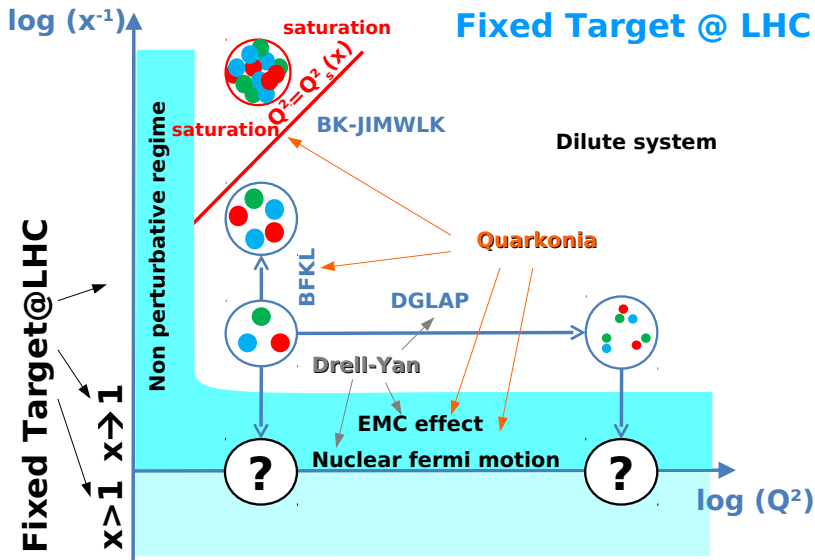 log (x⁻¹)
Fixed Target @ LHC
saturation
Q²=Q²ₛ(x)
saturation
BK-JIMWLK
Dilute system
Non perturbative regime
Quarkonia
BFKL
DGLAP
Drell-Yan
Fixed Target@LHC
x→1
x>1
EMC effect
Nuclear fermi motion
?
?
log (Q²)